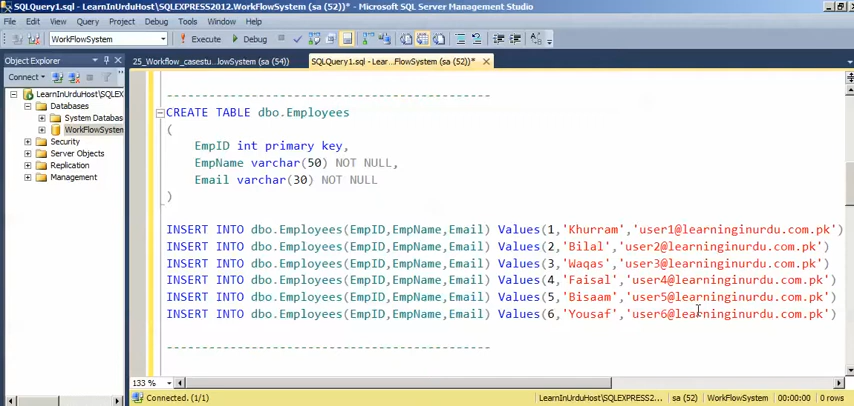 SQLQuery1.sql - LearnInUrduHost\SQLEXPRESS2012.WorkFlowSystem (sa (52))* - Microsoft SQL Server Management Studio
File Edit View Query Project Debug Tools Window Help
WorkFlowSystem Execute Debug
Object Explorer
25_Workflow_casestu...lowSystem (sa (54)) SQLQuery1.sql - Lear...FlowSystem (sa (52))*
Connect
LearnInUrduHost\SQLEXP
Databases
System Databas
WorkFlowSystem
Security
Server Objects
Replication
Management
----------------------------------------------
CREATE TABLE dbo.Employees
(
EmpID int primary key,
EmpName varchar(50) NOT NULL,
Email varchar(30) NOT NULL
)
INSERT INTO dbo.Employees(EmpID,EmpName,Email) Values(1,'Khurram','user1@learninginurdu.com.pk')
INSERT INTO dbo.Employees(EmpID,EmpName,Email) Values(2,'Bilal','user2@learninginurdu.com.pk')
INSERT INTO dbo.Employees(EmpID,EmpName,Email) Values(3,'Waqas','user3@learninginurdu.com.pk')
INSERT INTO dbo.Employees(EmpID,EmpName,Email) Values(4,'Faisal','user4@learninginurdu.com.pk')
INSERT INTO dbo.Employees(EmpID,EmpName,Email) Values(5,'Bisaam','user5@learninginurdu.com.pk')
INSERT INTO dbo.Employees(EmpID,EmpName,Email) Values(6,'Yousaf','user6@learninginurdu.com.pk')
----------------------------------------------
133 %
Connected. (1/1) LearnInUrduHost\SQLEXPRESS2... sa (52) WorkFlowSystem 00:00:00 0 rows